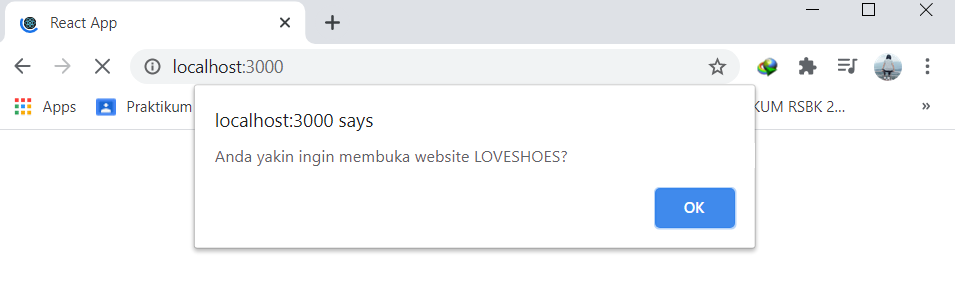 React App
localhost:3000
Apps
Praktikum
KUM RSBK 2...
localhost:3000 says
Anda yakin ingin membuka website LOVESHOES?
OK